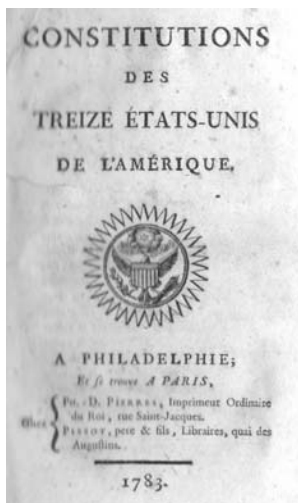 CONSTITUTIONS
DES
TREIZE ÉTATS-UNIS
DE L'AMÉRIQUE.
A PHILADELPHIE;
Et se trouve A PARIS,
Chez
PH.-D. PIERRES, Imprimeur Ordinaire
du Roi, rue Saint-Jacques.
PISSOT, pere & fils, Libraires, quai des
Augustins.
1783.